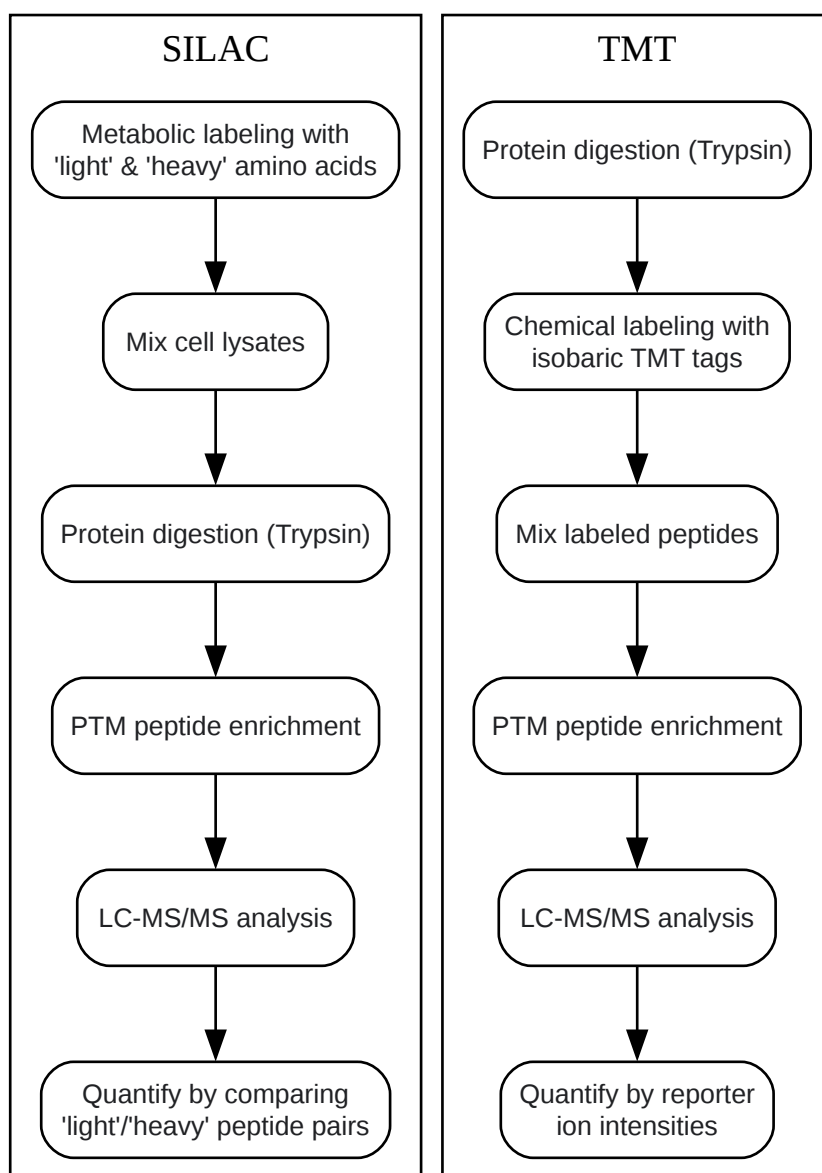 SILAC
Metabolic labeling with
'light' & 'heavy' amino acids
Mix cell lysates
Protein digestion (Trypsin)
PTM peptide enrichment
LC-MS/MS analysis
Quantify by comparing
'light'/'heavy' peptide pairs
TMT
Protein digestion (Trypsin)
Chemical labeling with
isobaric TMT tags
Mix labeled peptides
PTM peptide enrichment
LC-MS/MS analysis
Quantify by reporter
ion intensities